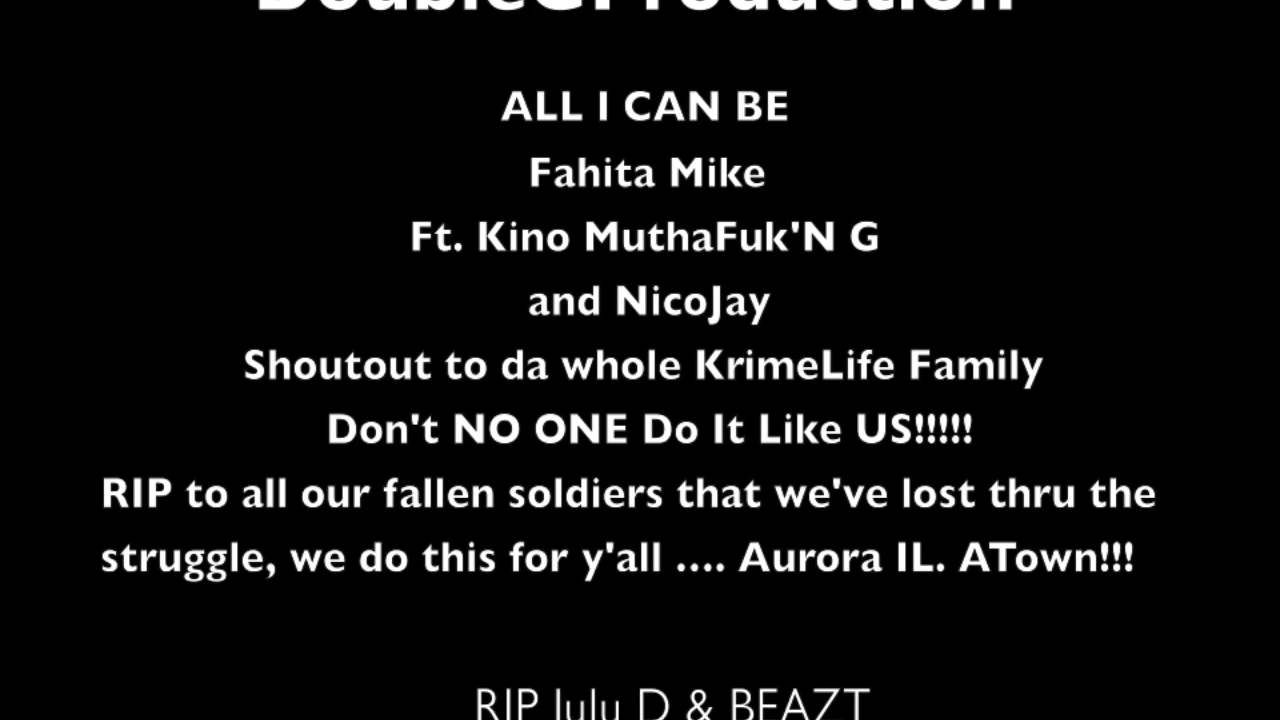 DoubleGProduction
ALL I CAN BE
Fahita Mike
Ft. Kino MuthaFuk'N G
and NicoJay
Shoutout to da whole KrimeLife Family
Don't NO ONE Do It Like US!!!!!
RIP to all our fallen soldiers that we've lost thru the
struggle, we do this for y'all .... Aurora IL. ATown!!!
RIP lulu D & BEAZT